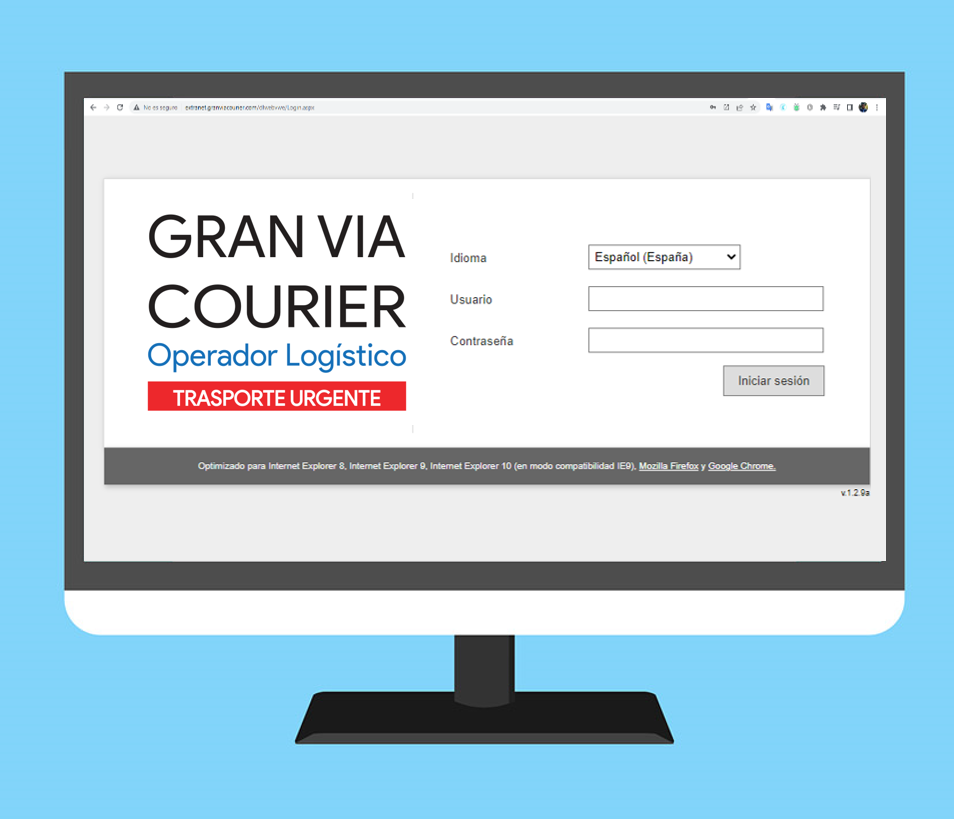 No es seguro extranet.granviacourier.com/alwebvwe/Login.aspx
GRAN VIA
COURIER
Operador Logístico
TRASPORTE URGENTE
Idioma Español (España)
Usuario
Contraseña
Iniciar sesión
Optimizado para Internet Explorer 8, Internet Explorer 9, Internet Explorer 10 (en modo compatibilidad IE9), Mozilla Firefox y Google Chrome.
v.1.2.9a